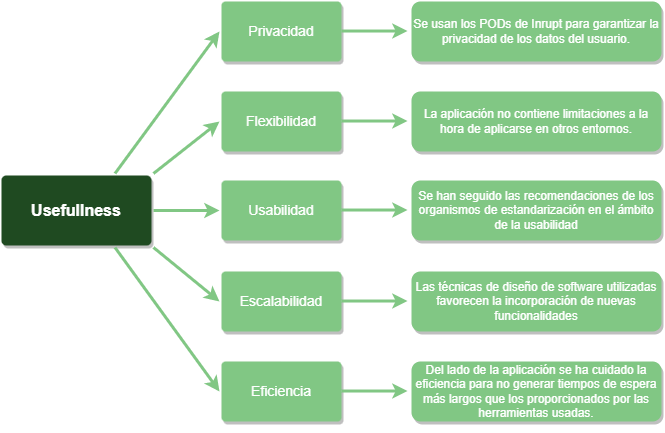 Usefullness
Privacidad
Se usan los PODs de Inrupt para garantizar la
privacidad de los datos del usuario.
Flexibilidad
La aplicación no contiene limitaciones a la
hora de aplicarse en otros entornos.
Usabilidad
Se han seguido las recomendaciones de los
organismos de estandarización en el ámbito
de la usabilidad
Escalabilidad
Las técnicas de diseño de software utilizadas
favorecen la incorporación de nuevas
funcionalidades
Eficiencia
Del lado de la aplicación se ha cuidado la
eficiencia para no generar tiempos de espera
más largos que los proporcionados por las
herramientas usadas.